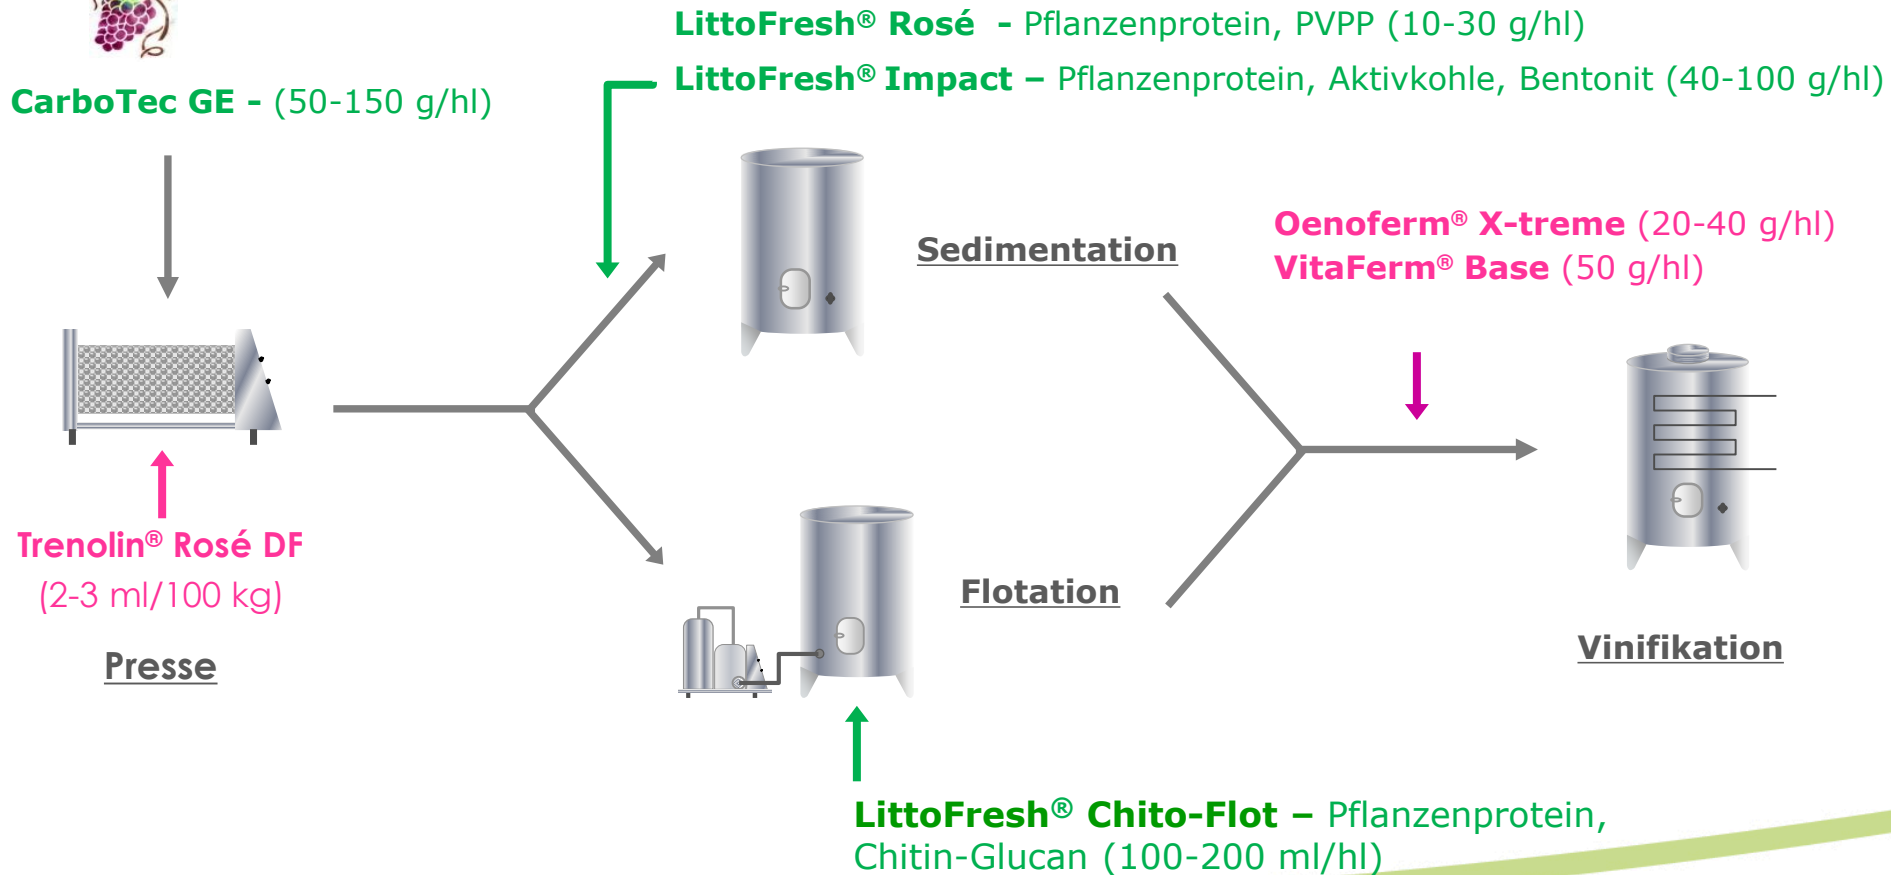 LittoFresh® Rosé - Pflanzenprotein, PVPP (10-30 g/hl)
LittoFresh® Impact – Pflanzenprotein, Aktivkohle, Bentonit (40-100 g/hl)
CarboTec GE - (50-150 g/hl)
Oenoferm® X-treme (20-40 g/hl)
VitaFerm® Base (50 g/hl)
Sedimentation
Trenolin® Rosé DF
(2-3 ml/100 kg)
Presse
Flotation
Vinifikation
LittoFresh® Chito-Flot – Pflanzenprotein,
Chitin-Glucan (100-200 ml/hl)